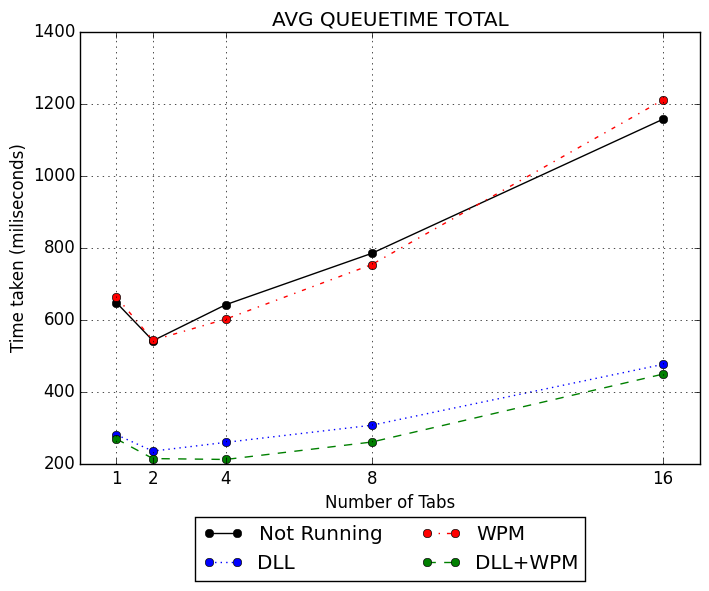 AVG QUEUETIME TOTAL
1400
1200
1000
800
600
400
200
Time taken (miliseconds)
1 2 4 8 16
Number of Tabs
Not Running WPM
DLL DLL+WPM